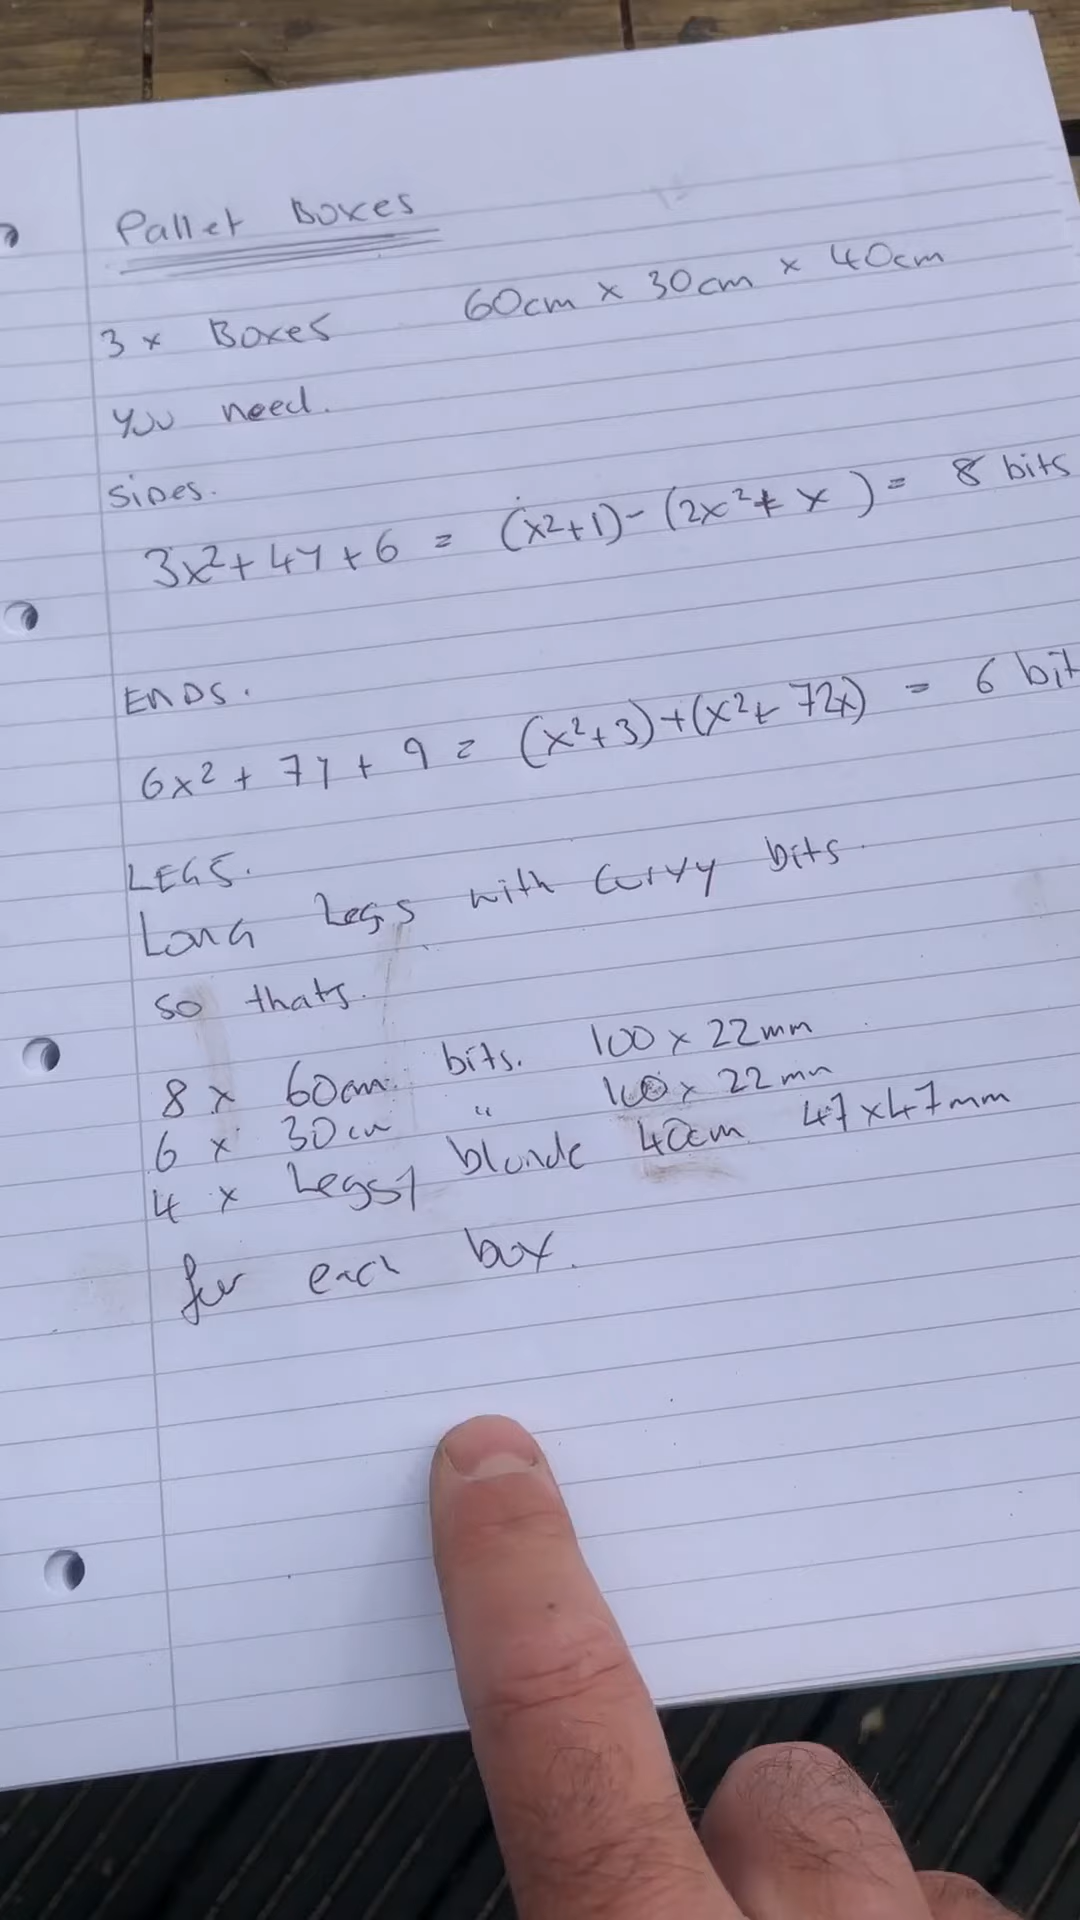 Pallet Boxes
3 x Boxes 60cm x 30cm x 40cm
You need.
SIDES.
3x²+4y+6 = (x²+1)-(2x²+x) = 8 bits
ENDS.
6x²+7y+9 = (x²+3)+(x²+72x) = 6 bit
LEGS.
Long Legs with curvy bits.
so thats.
8 x 60cm bits. 100 x 22mm
6 x 30cm " 100 x 22mm
4 x Legs, blonde 40cm 47x47mm
for each box.